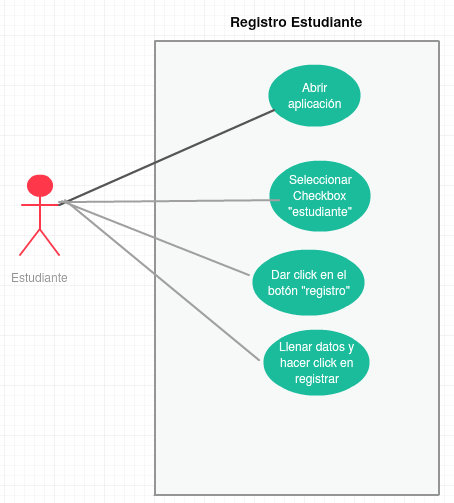 Registro Estudiante
Abrir
aplicación
Seleccionar
Checkbox
"estudiante"
Estudiante
Dar click en el
botón "registro"
Llenar datos y
hacer click en
registrar